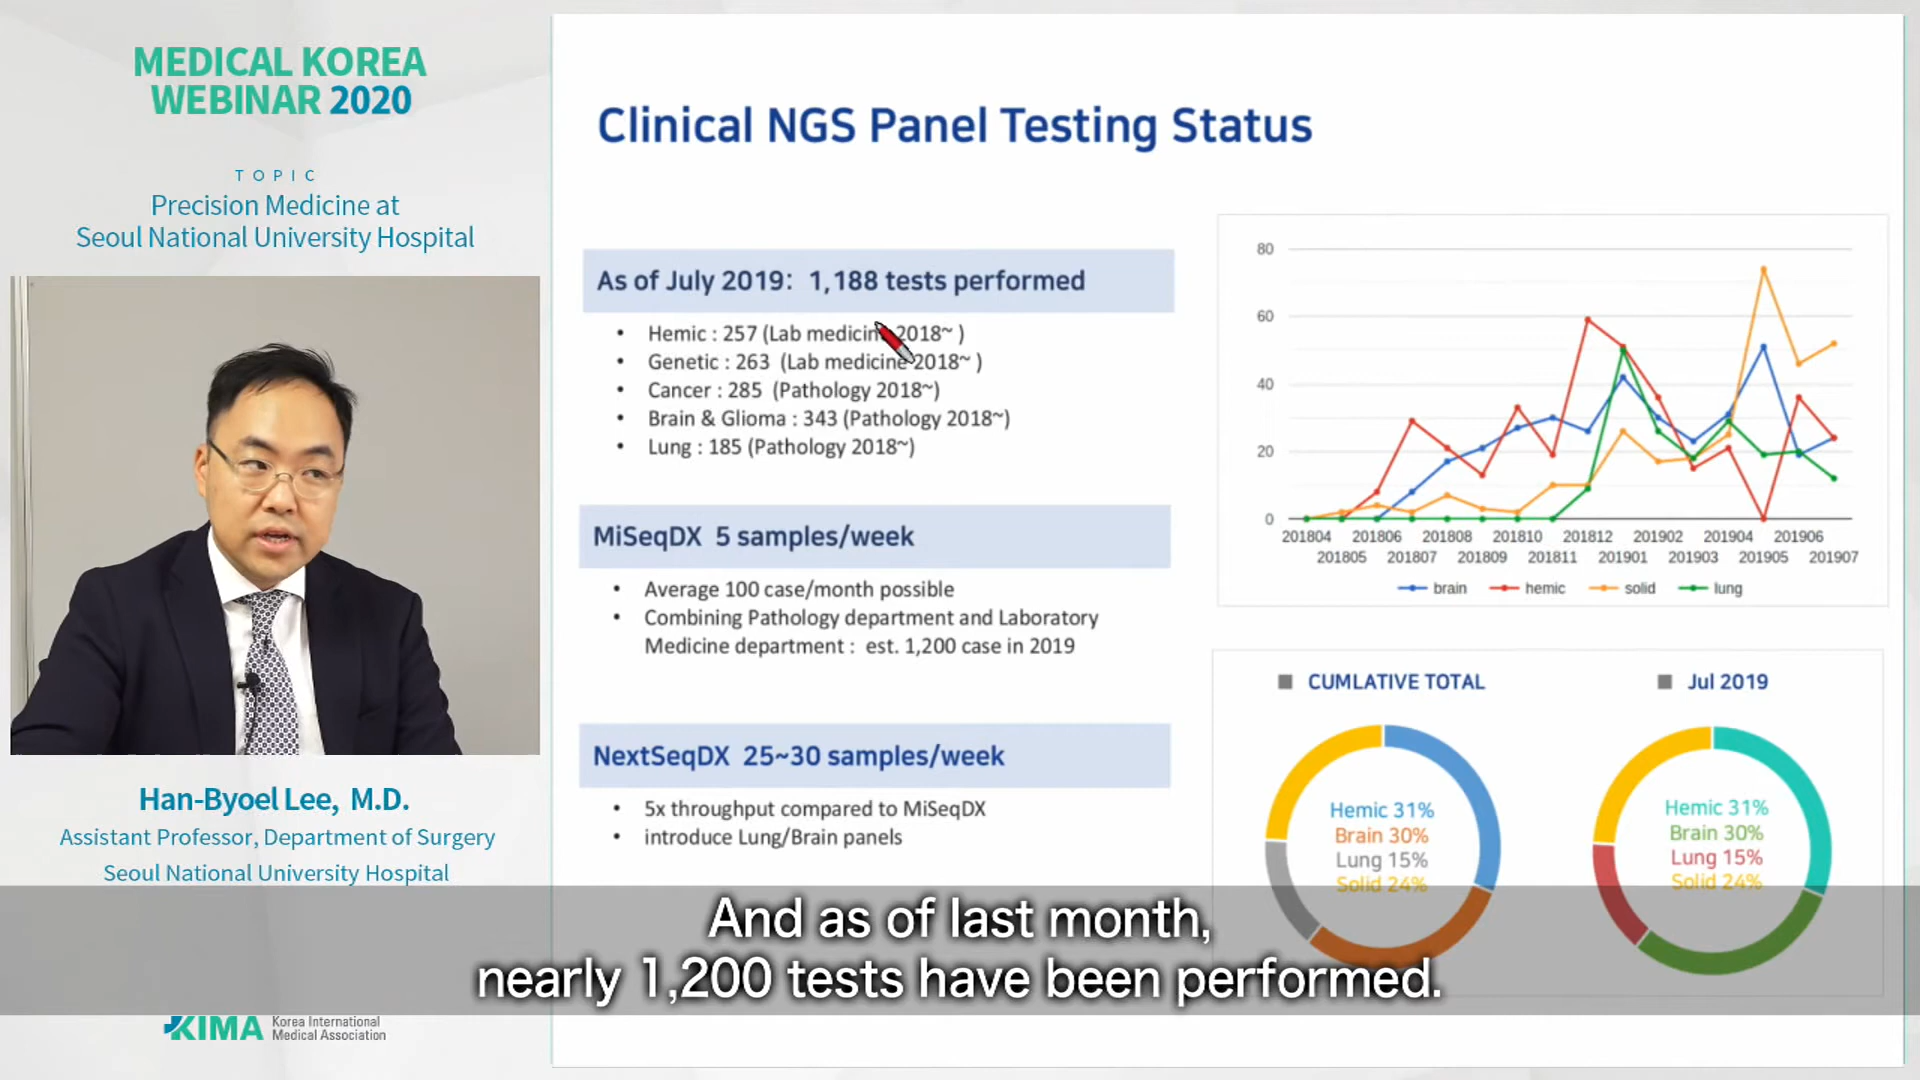 MEDICAL KOREA
WEBINAR 2020
TOPIC
Precision Medicine at
Seoul National University Hospital
Han-Byoel Lee, M.D.
Assistant Professor, Department of Surgery
Seoul National University Hospital
KIMA Korea International
Medical Association
Clinical NGS Panel Testing Status
As of July 2019: 1,188 tests performed
• Hemic : 257 (Lab medicine 2018~ )
• Genetic : 263 (Lab medicine 2018~ )
• Cancer : 285 (Pathology 2018~)
• Brain & Glioma : 343 (Pathology 2018~)
• Lung : 185 (Pathology 2018~)
MiSeqDX 5 samples/week
• Average 100 case/month possible
• Combining Pathology department and Laboratory
Medicine department : est. 1,200 case in 2019
NextSeqDX 25~30 samples/week
• 5x throughput compared to MiSeqDX
• introduce Lung/Brain panels
80
60
40
20
0
201804 201806 201808 201810 201812 201902 201904 201906
201805 201807 201809 201811 201901 201903 201905 201907
brain hemic solid lung
CUMLATIVE TOTAL
Hemic 31%
Brain 30%
Lung 15%
Solid 24%
Jul 2019
Hemic 31%
Brain 30%
Lung 15%
Solid 24%
And as of last month,
nearly 1,200 tests have been performed.